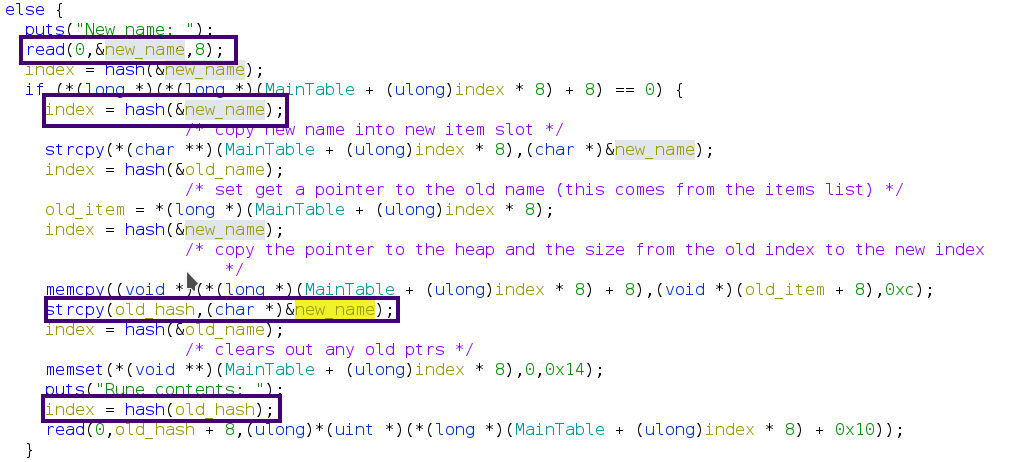 else {
puts("New name: ");
read(0,&new_name,8);
index = hash(&new_name);
if (*(long *)(*(long *)(MainTable + (ulong)index * 8) + 8) == 0) {
index = hash(&new_name);
/* copy new name into new item slot */
strcpy(*(char **)(MainTable + (ulong)index * 8),(char *)&new_name);
index = hash(&old_name);
/* set get a pointer to the old name (this comes from the items list) */
old_item = *(long *)(MainTable + (ulong)index * 8);
index = hash(&new_name);
/* copy the pointer to the heap and the size from the old index to the new index
*/
memcpy((void *)(*(long *)(MainTable + (ulong)index * 8) + 8),(void *)(old_item + 8),0xc);
strcpy(old_hash,(char *)&new_name);
index = hash(&old_name);
/* clears out any old ptrs */
memset(*(void **)(MainTable + (ulong)index * 8),0,0x14);
puts("Rune contents: ");
index = hash(old_hash);
read(0,old_hash + 8,(ulong)*(uint *)(*(long *)(MainTable + (ulong)index * 8) + 0x10));
}